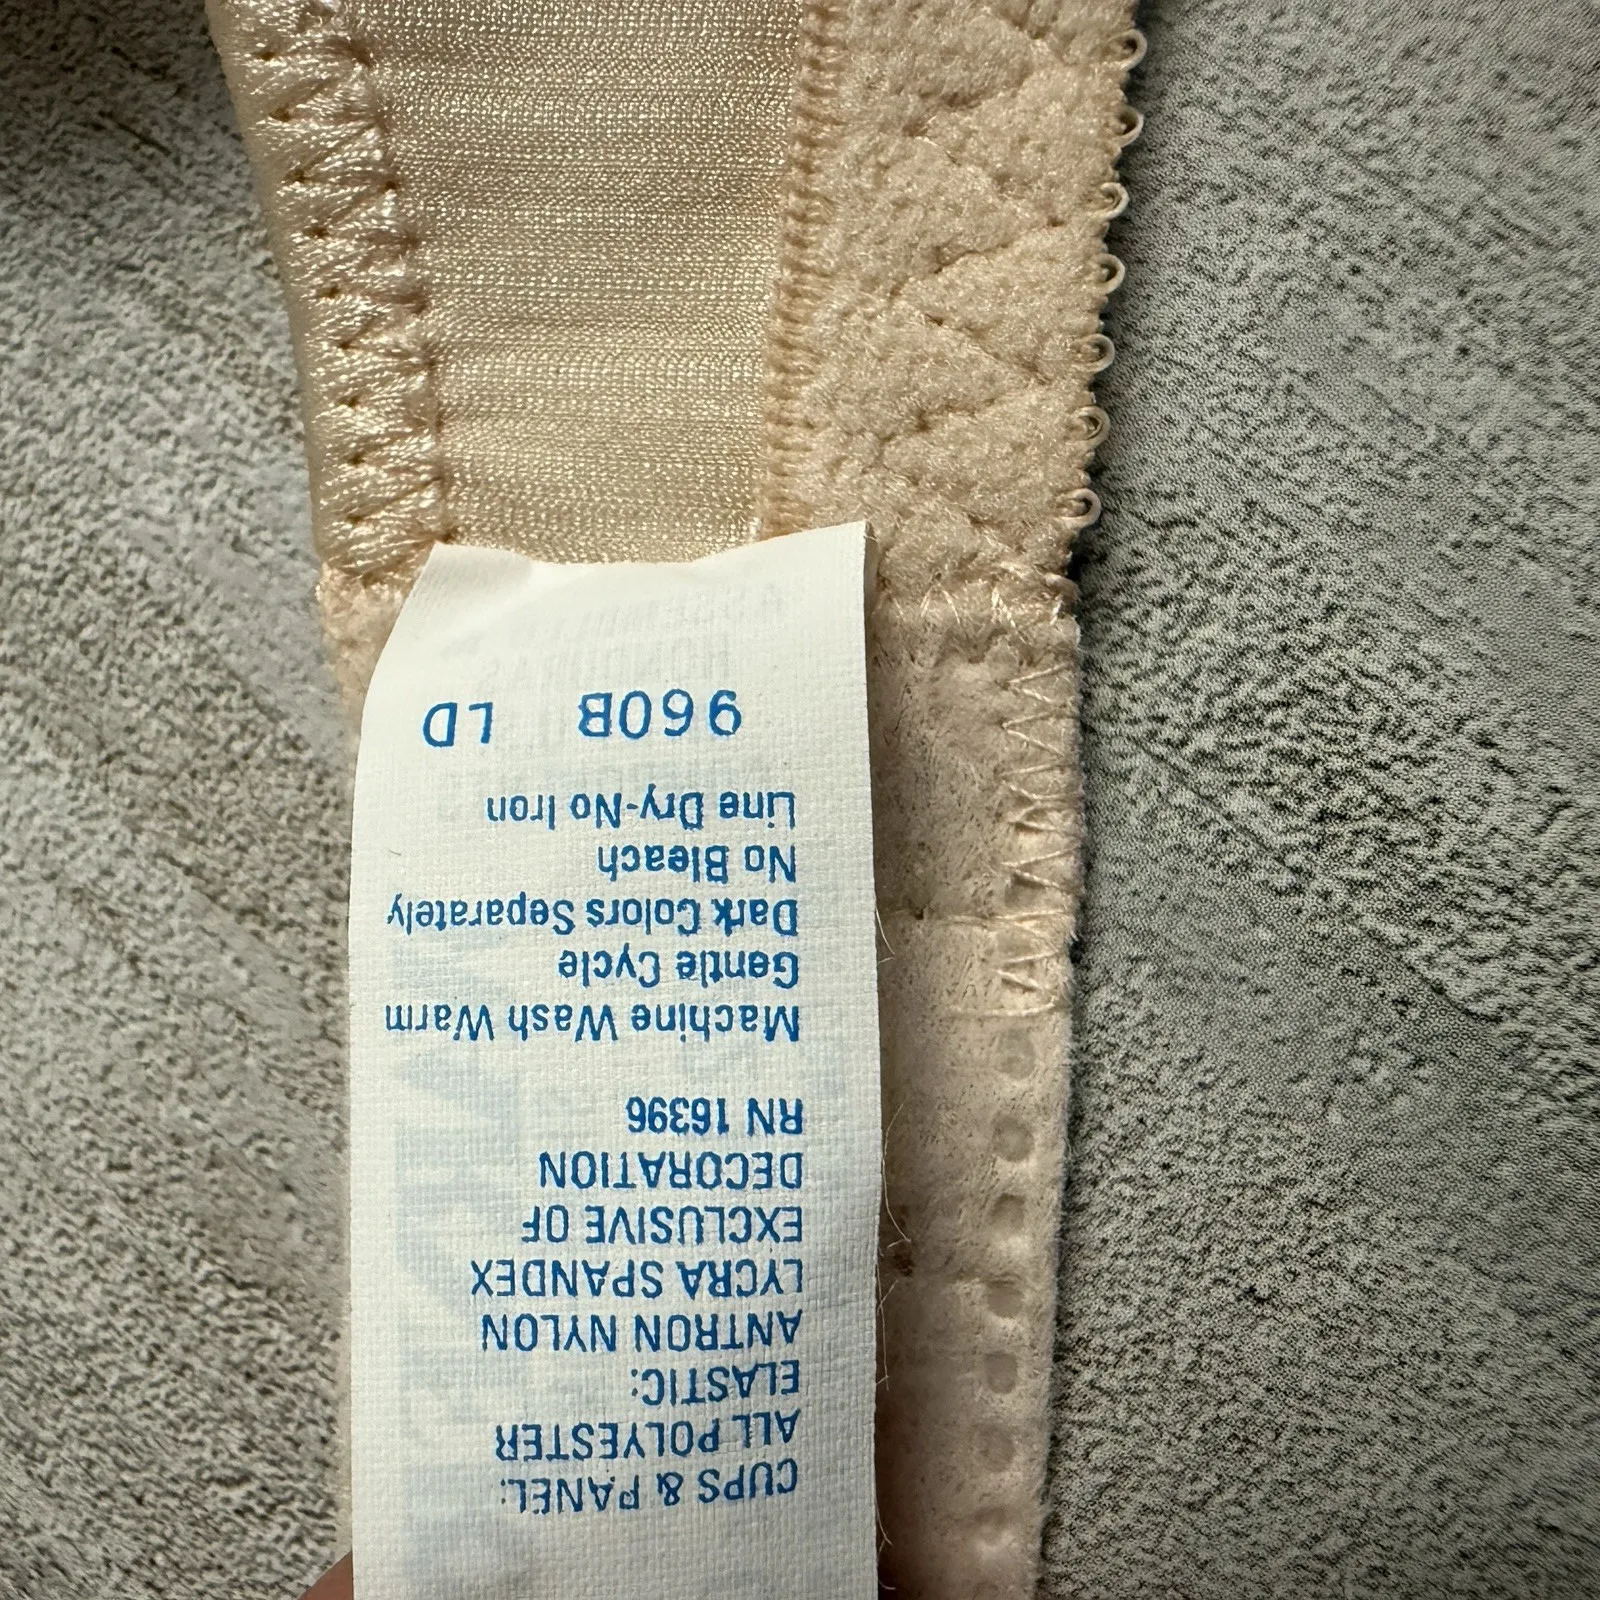 CUPS & PANEL:
ALL POLYESTER
ELASTIC:
ANTRON NYLON
LYCRA SPANDEX
EXCLUSIVE OF
DECORATION
RN 16396
Machine Wash Warm
Gentle Cycle
Dark Colors Separately
No Bleach
Line Dry-No Iron
960B LD